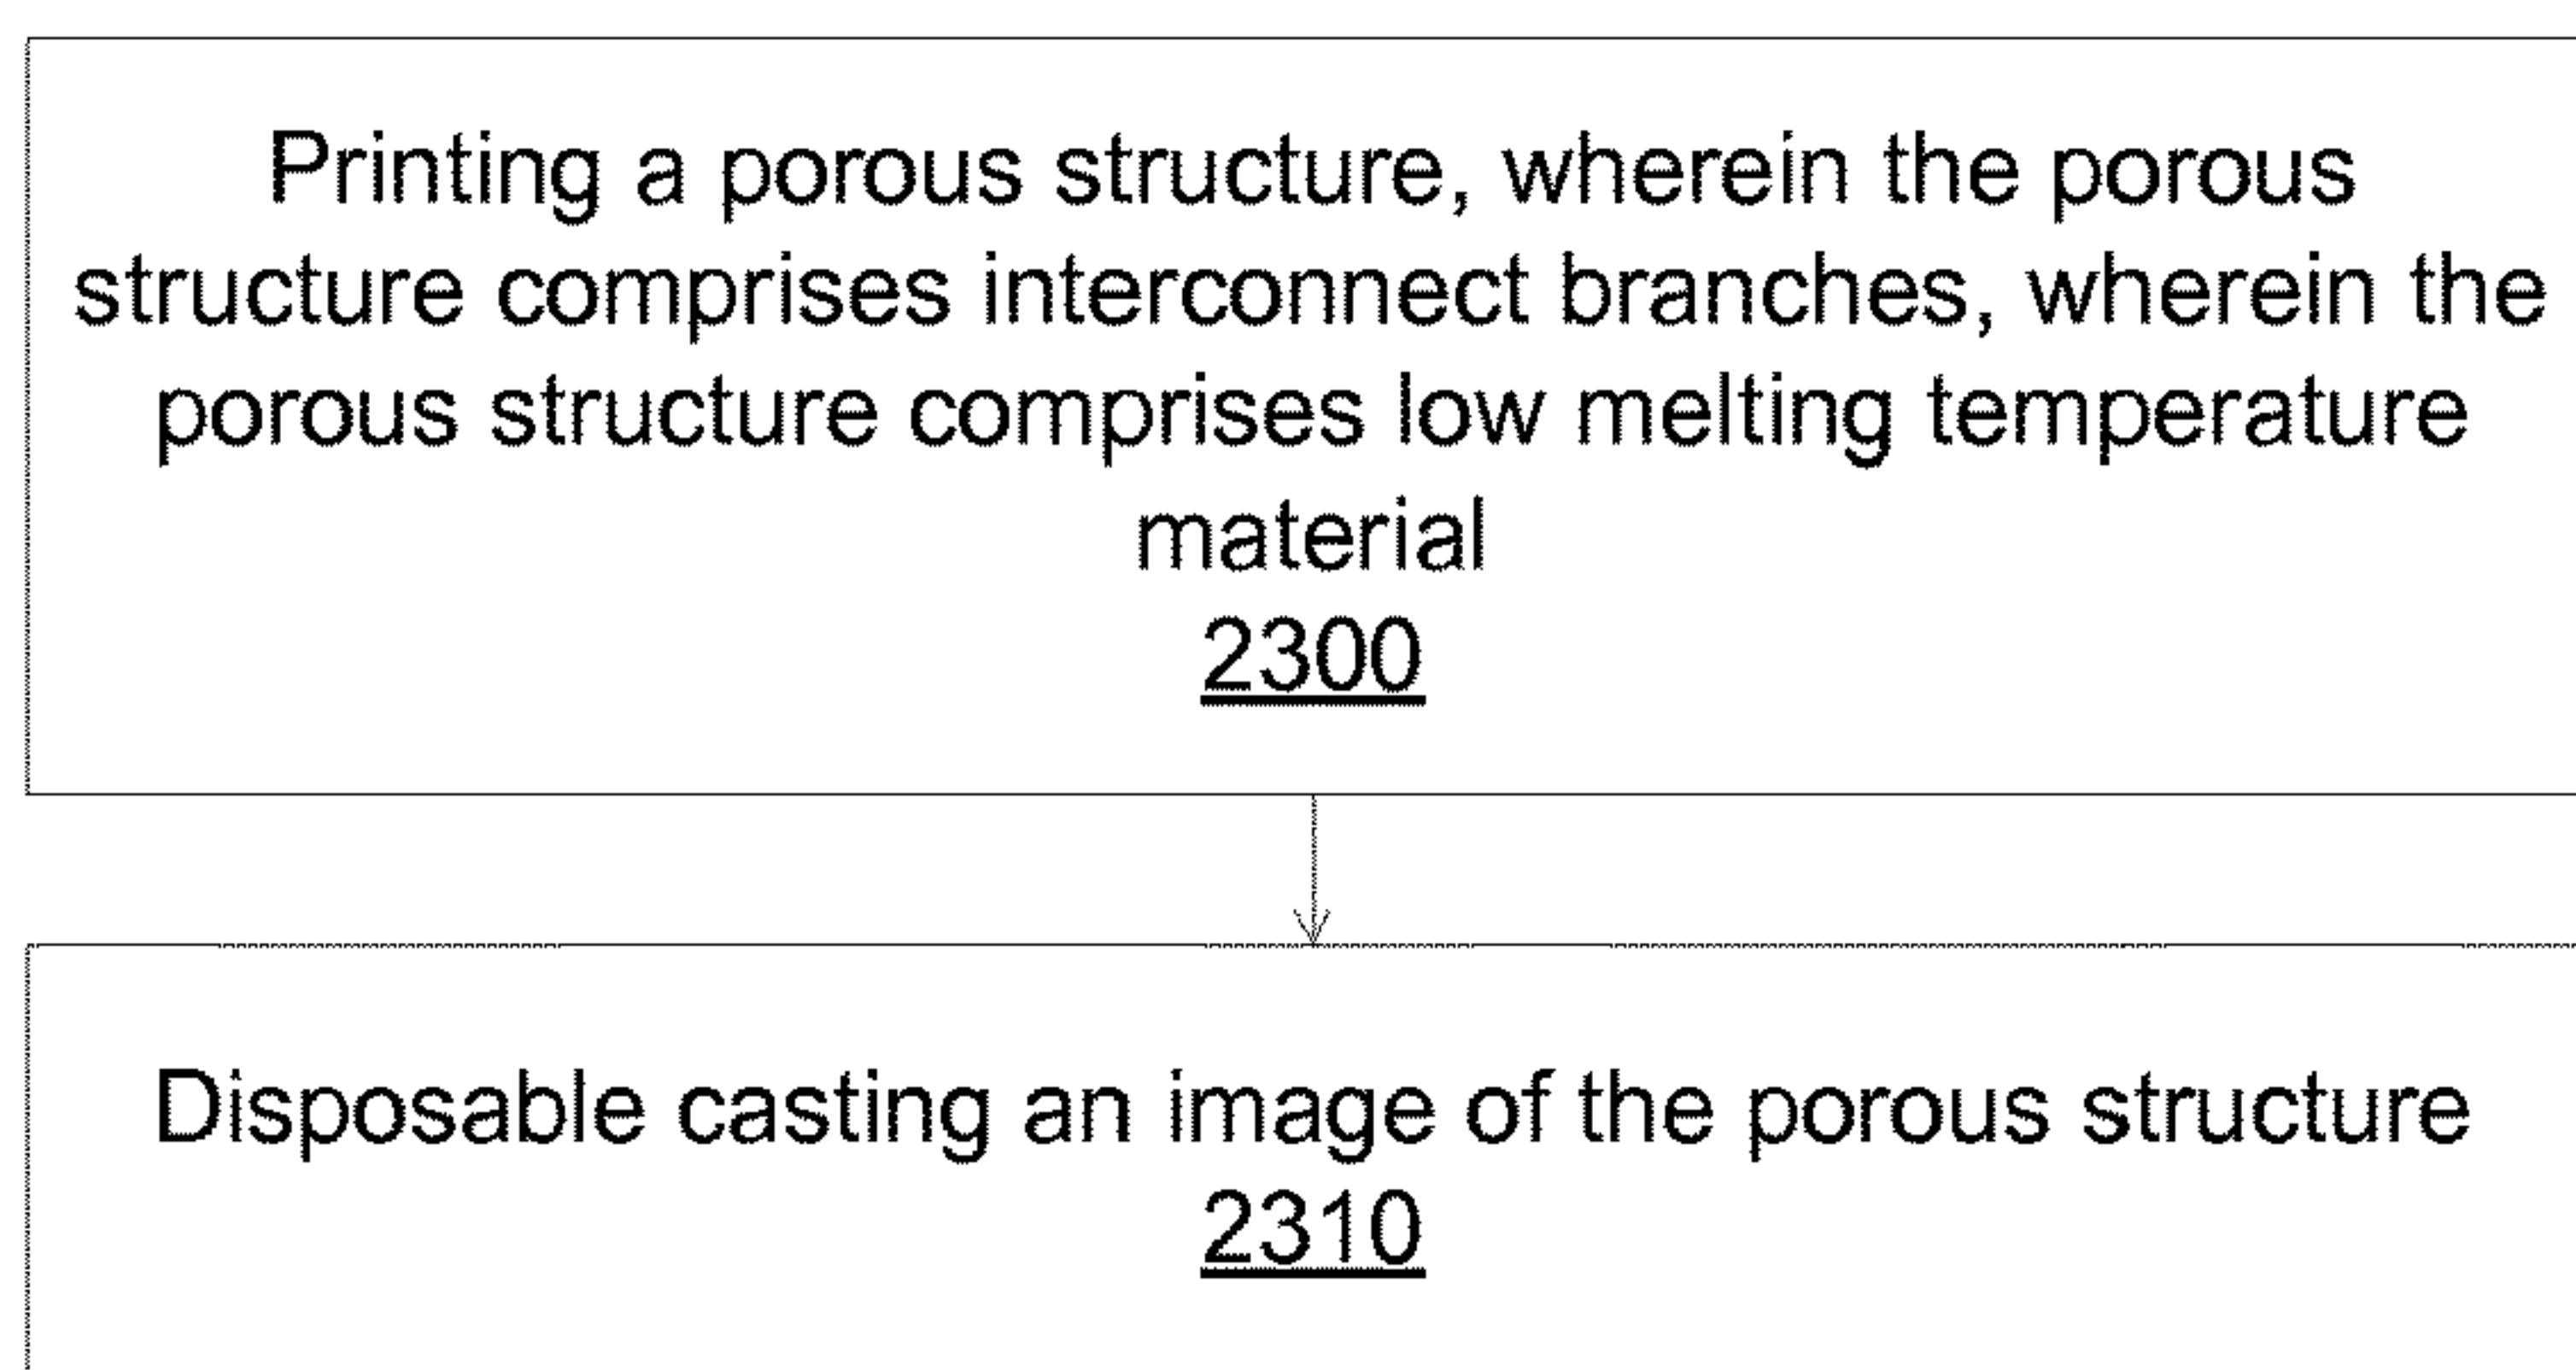 Printing a porous structure, wherein the porous
structure comprises interconnect branches, wherein the
porous structure comprises low melting temperature
material
2300
Disposable casting an image of the porous structure
2310